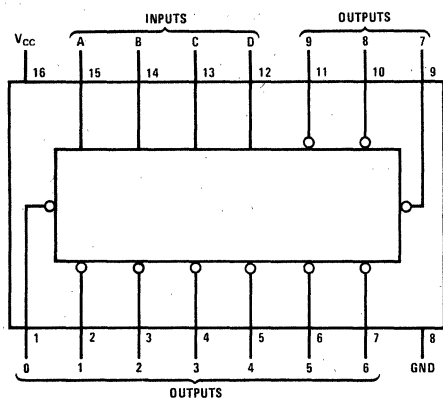 INPUTS OUTPUTS
VCC A B C D 9 8 7
16 15 14 13 12 11 10 9
1 2 3 4 5 6 7 8
0 1 2 3 4 5 6 GND
OUTPUTS